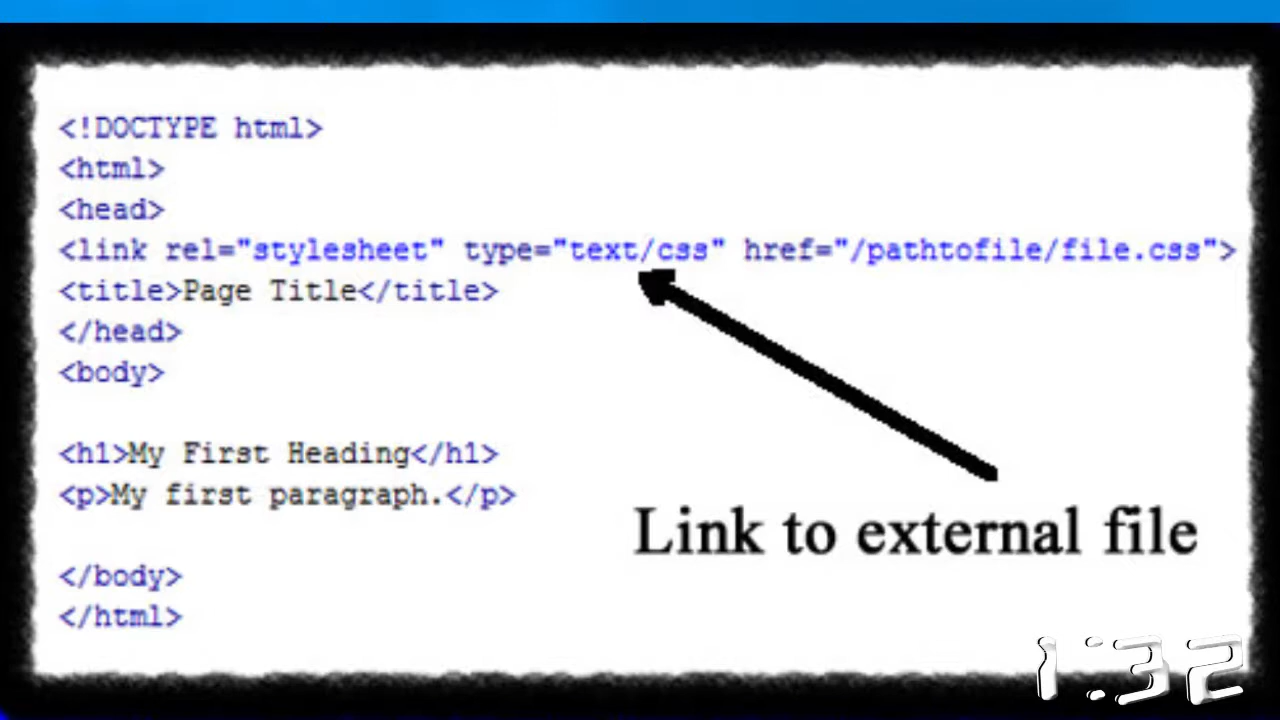 <!DOCTYPE html>
<html>
<head>
<link rel="stylesheet" type="text/css" href="/pathtofile/file.css">
<title>Page Title</title>
</head>
<body>
<h1>My First Heading</h1>
<p>My first paragraph.</p>
Link to external file
</body>
</html>
1:32